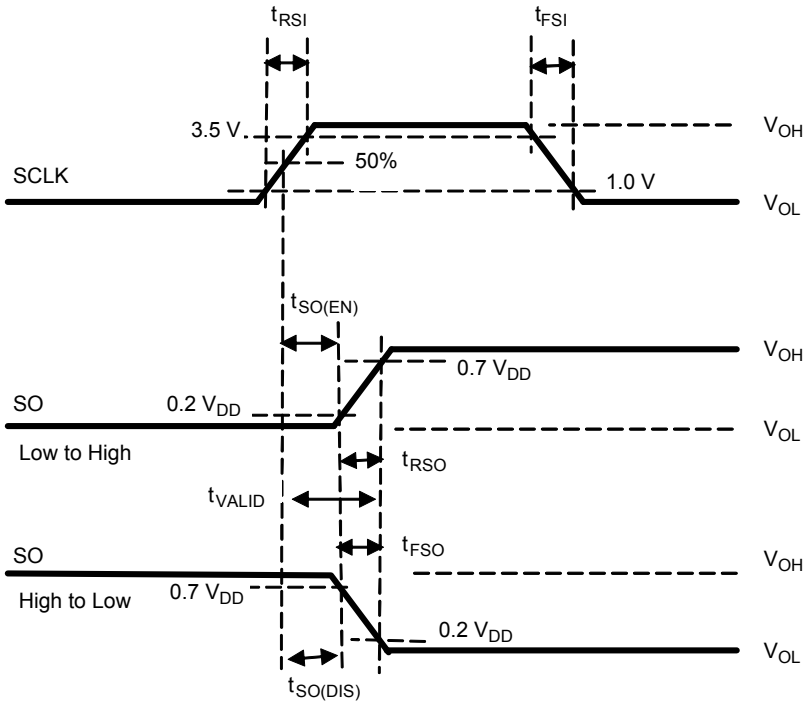 tRSI
tFSI
3.5 V
VOH
50%
SCLK
1.0 V
VOL
tSO(EN)
VOH
0.7 VDD
0.2 VDD
SO
VOL
Low to High
tRSO
tVALID
tFSO
SO
VOH
0.7 VDD
High to Low
0.2 VDD
VOL
tSO(DIS)